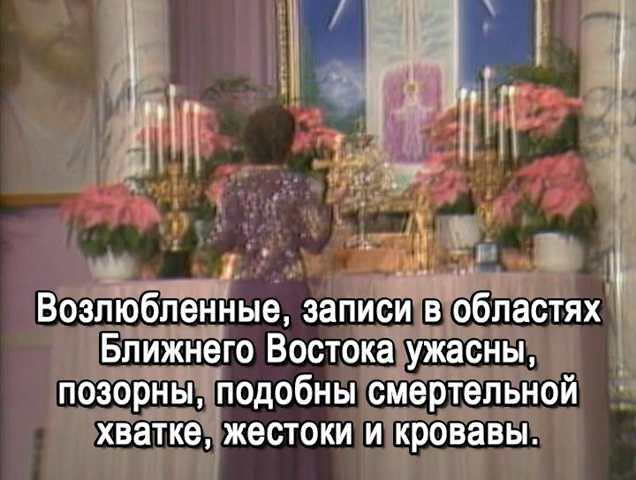 Возлюбленные, записи в областях
Ближнего Востока ужасны,
позорны, подобны смертельной
хватке, жестоки и кровавы.